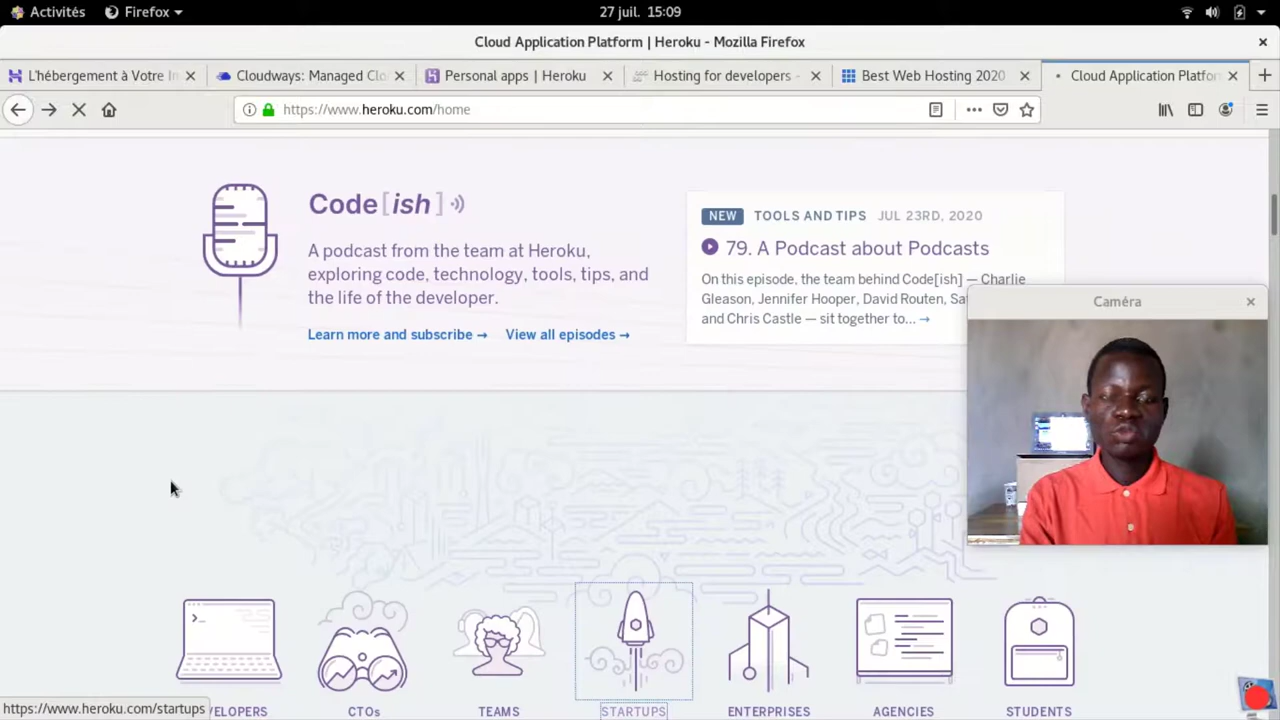 Activités
Firefox
27 juil. 15:09
Cloud Application Platform | Heroku - Mozilla Firefox
L'hébergement à Votre In
Cloudways: Managed Clo
Personal apps | Heroku
Hosting for developers -
Best Web Hosting 2020
Cloud Application Platfor
https://www.heroku.com/home
Code[ish]
A podcast from the team at Heroku,
exploring code, technology, tools, tips, and
the life of the developer.
Learn more and subscribe →
View all episodes →
NEW TOOLS AND TIPS JUL 23RD, 2020
79. A Podcast about Podcasts
On this episode, the team behind Code[ish] — Charlie
Gleason, Jennifer Hooper, David Routen, Sa
and Chris Castle — sit together to... →
Caméra
https://www.heroku.com/startups
VELOPERS
CTOs
TEAMS
STARTUPS
ENTERPRISES
AGENCIES
STUDENTS